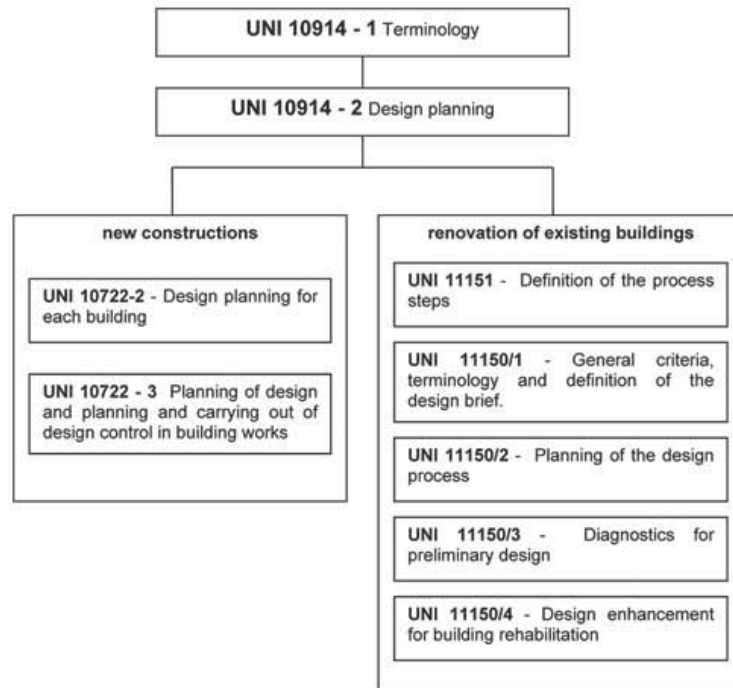 UNI 10914 - 1 Terminology
UNI 10914 - 2 Design planning
new constructions
UNI 10722-2 - Design planning for
each building
UNI 10722 - 3 Planning of design
and planning and carrying out of
design control in building works
renovation of existing buildings
UNI 11151 - Definition of the process
steps
UNI 11150/1 - General criteria,
terminology and definition of the
design brief.
UNI 11150/2 - Planning of the design
process
UNI 11150/3 - Diagnostics for
preliminary design
UNI 11150/4 - Design enhancement
for building rehabilitation